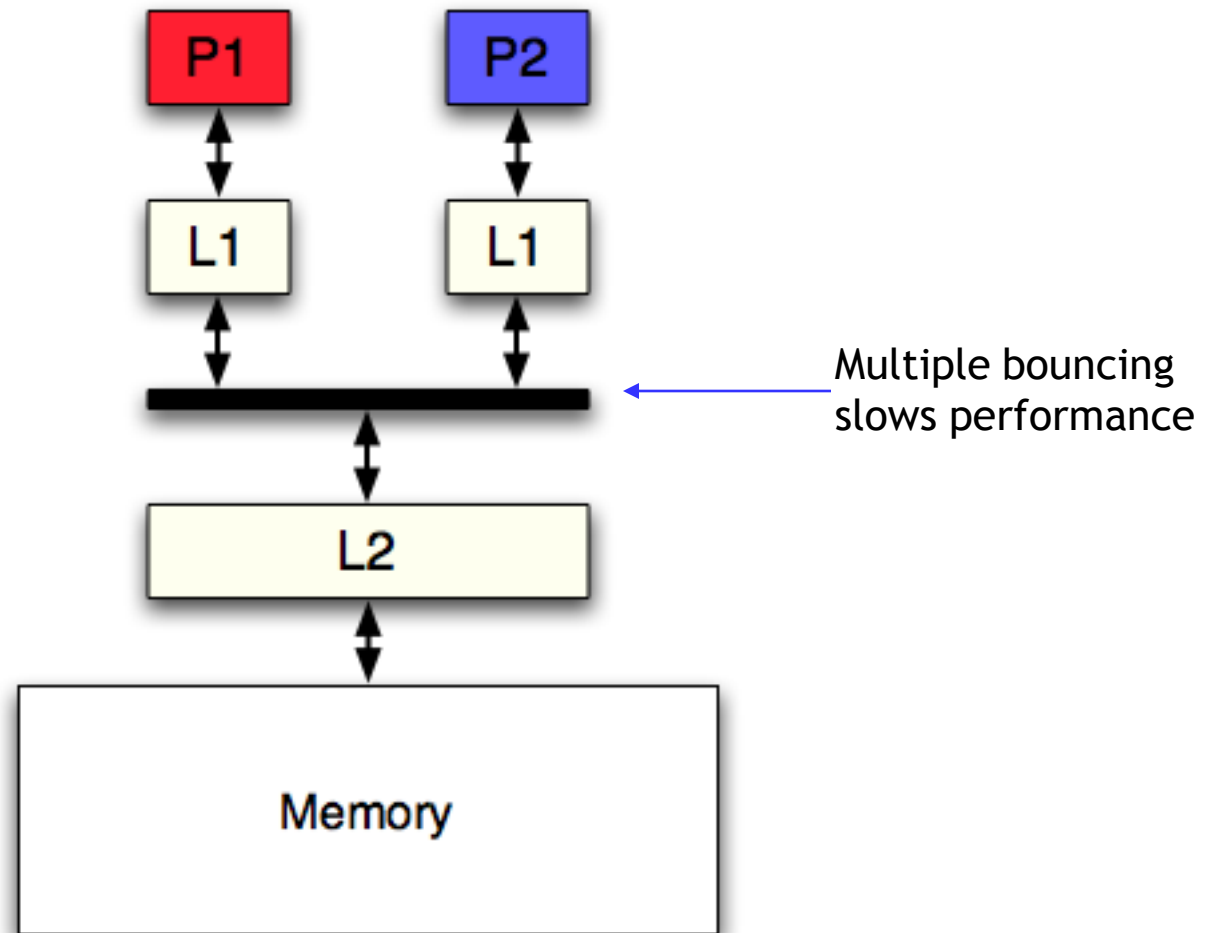 P1
P2
L1
L1
Multiple bouncing
slows performance
L2
Memory